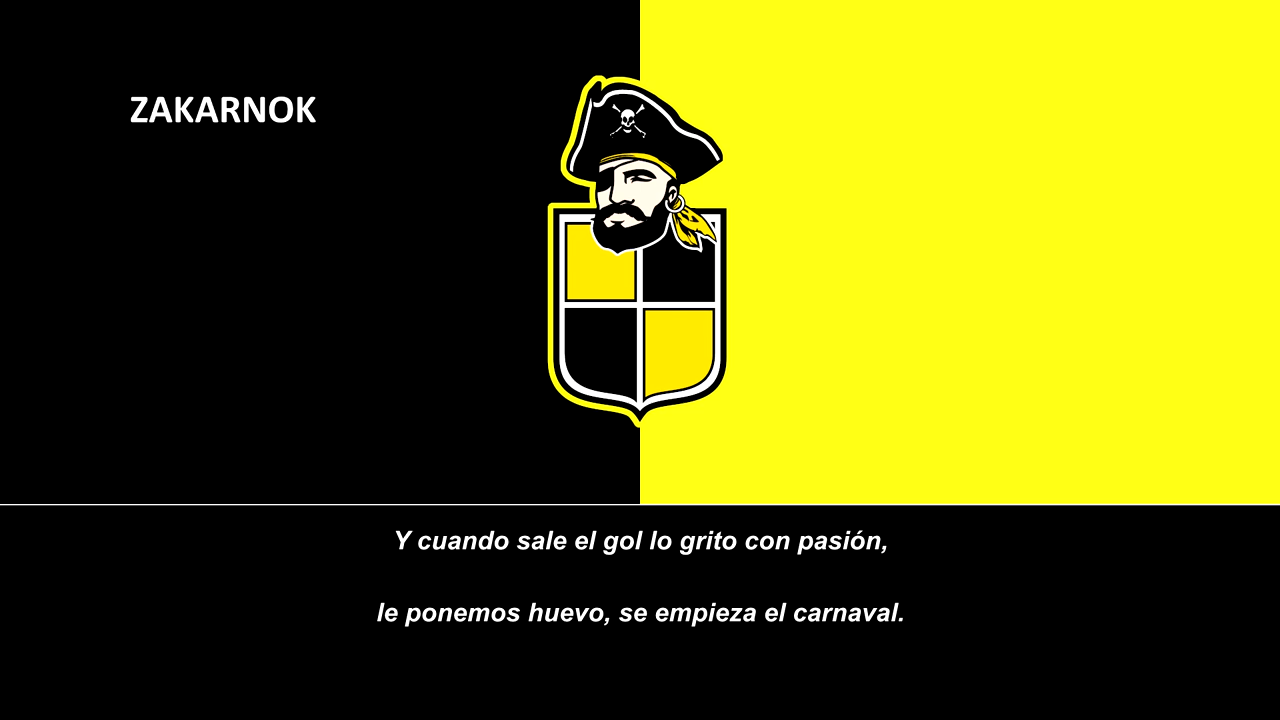 ZAKARNOK
Y cuando sale el gol lo grito con pasión,
le ponemos huevo, se empieza el carnaval.